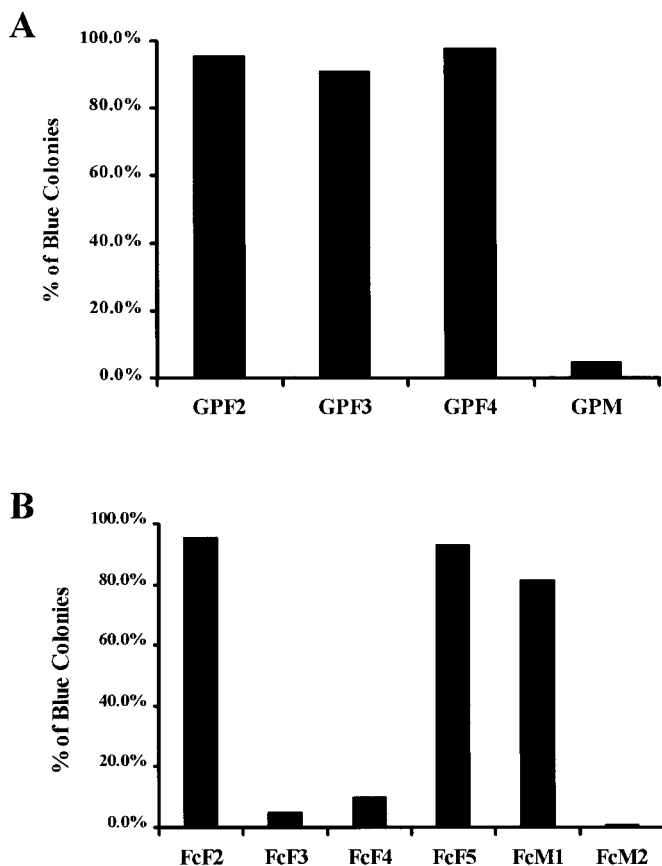 A
% of Blue Colonies
100.0%
80.0%
60.0%
40.0%
20.0%
0.0%
GPF2 GPF3 GPF4 GPM
B
% of Blue Colonies
100.0%
80.0%
60.0%
40.0%
20.0%
0.0%
FcF2 FcF3 FcF4 FcF5 FcM1 FcM2